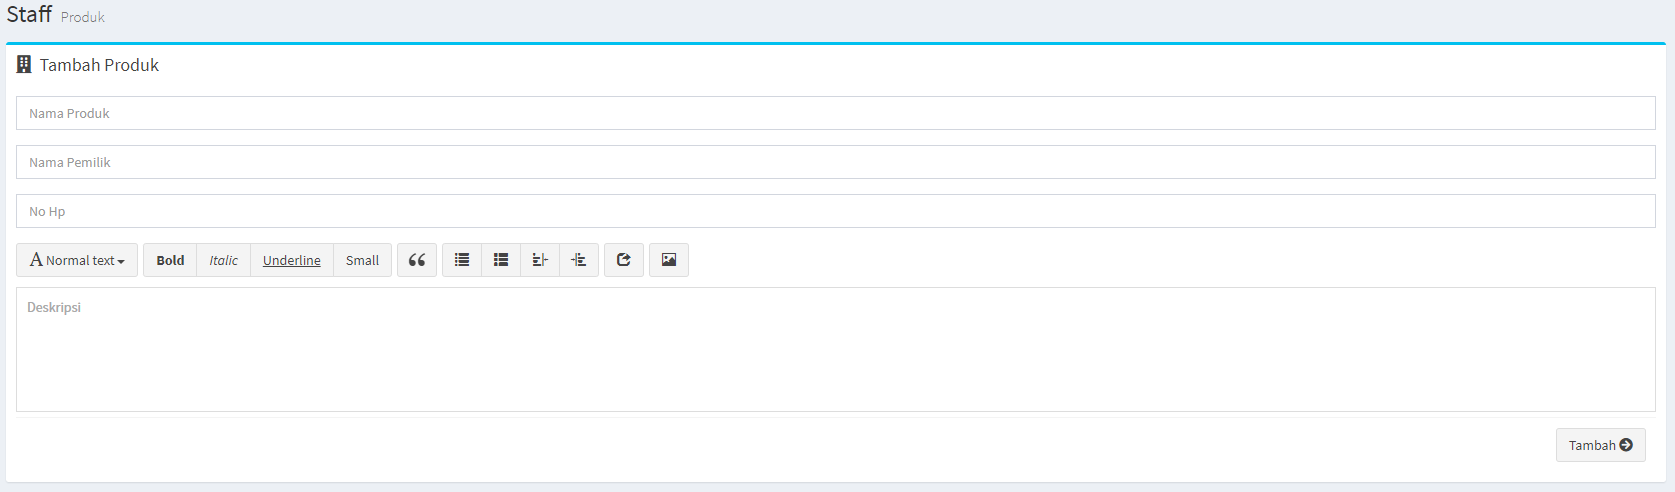 Staff Produk
Tambah Produk
Nama Produk
Nama Pemilik
No Hp
A Normal text Bold Italic Underline Small
Deskripsi
Tambah